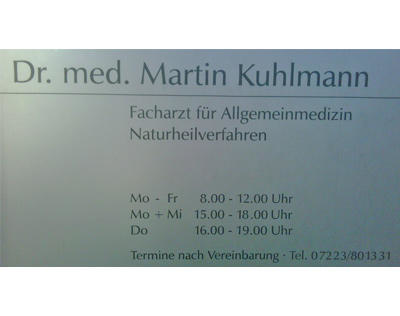 Dr. med. Martin Kuhlmann
Facharzt für Allgemeinmedizin
Naturheilverfahren
Mo - Fr 8.00 - 12.00 Uhr
Mo + Mi 15.00 - 18.00 Uhr
Do 16.00 - 19.00 Uhr
Termine nach Vereinbarung · Tel. 07223/801331